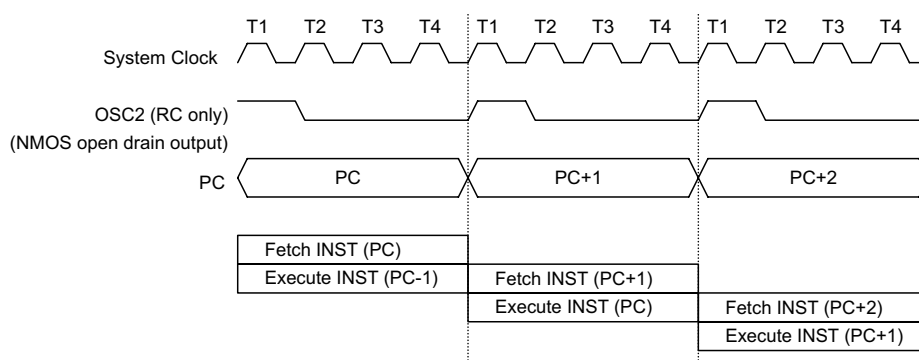 T1 T2 T3 T4 T1 T2 T3 T4 T1 T2 T3 T4
System Clock
OSC2 (RC only)
(NMOS open drain output)
PC PC PC+1 PC+2
Fetch INST (PC)
Execute INST (PC-1) Fetch INST (PC+1)
Execute INST (PC) Fetch INST (PC+2)
Execute INST (PC+1)